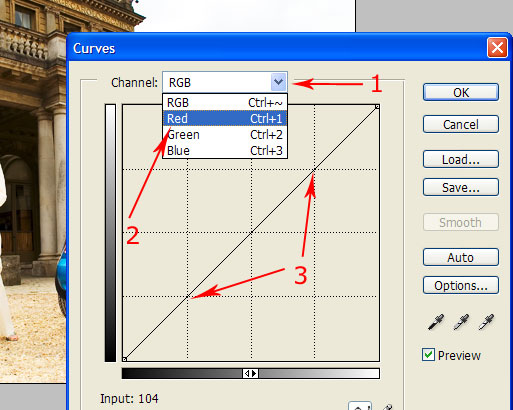 Curves
Channel: RGB
1
RGB Ctrl+~
Red Ctrl+1
Green Ctrl+2
Blue Ctrl+3
2
3
OK
Cancel
Load...
Save...
Smooth
Auto
Options...
Preview
Input: 104